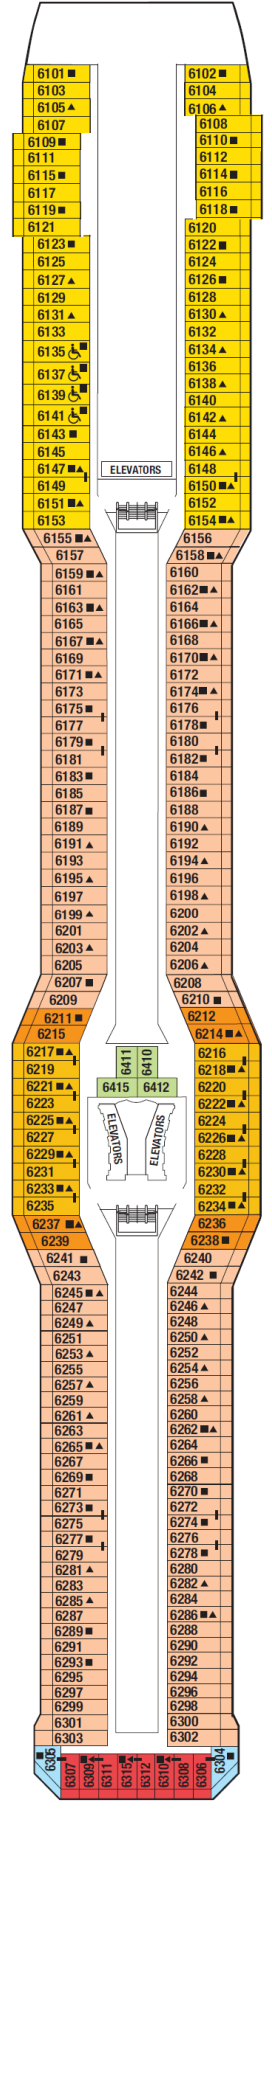 6101 ■ 6102 ■
6103 6104
6105 ▲ 6106 ▲
6107 6108
6109 ■ 6110 ■
6111 6112
6115 ■ 6114 ■
6117 6116
6119 ■ 6118 ■
6121 6120
6123 ■ 6122 ■
6125 6124
6127 ▲ 6126 ■
6129 6128
6131 ▲ 6130 ▲
6133 6132
6135 ♿■ 6134 ▲
6137 ♿■ 6136
6139 ♿■ 6138 ▲
6141 ♿■ 6140
6142 ▲
6143 ■ 6144
6145 6146 ▲
ELEVATORS
6147 ■▲ 6148
6149 6150 ■▲
6151 ■▲ 6152
6153 6154 ■▲
6155 ■▲ 6156
6157 6158 ■▲
6159 ■▲ 6160
6161 6162 ■▲
6163 ■▲ 6164
6165 6166 ■▲
6167 ■▲ 6168
6169 6170 ■▲
6171 ■▲ 6172
6173 6174 ■▲
6175 ■ 6176
6177 6178 ■
6179 ■ 6180
6181 6182 ■
6183 ■ 6184
6185 6186 ■
6187 ■ 6188
6189 6190 ▲
6191 ▲ 6192
6193 6194 ▲
6195 ▲ 6196
6197 6198 ▲
6199 ▲ 6200
6201 6202 ▲
6203 ▲ 6204
6205 6206 ▲
6207 ■ 6208
6209 6210 ■
6211 ■ 6212
6215 6214 ■▲
6217 ■▲ 6216
6219 6218 ■▲
6411 6410
6221 ■▲ 6220
6415 6412
6223 6222 ■▲
6225 ■▲ 6224
6227 6226 ■▲
ELEVATORS ELEVATORS
6229 ■▲ 6228
6231 6230 ■▲
6233 ■▲ 6232
6235 6234 ■▲
6237 ■▲ 6236
6239 6238 ■
6241 ■ 6240
6243 6242 ■
6245 ■▲ 6244
6247 6246 ▲
6249 ▲ 6248
6251 6250 ▲
6253 ▲ 6252
6255 6254 ▲
6257 ▲ 6256
6259 6258 ▲
6261 ▲ 6260
6263 6262 ■▲
6265 ■▲ 6264
6267 6266 ■
6269 ■ 6268
6271 6270 ■
6273 ■ 6272
6275 6274 ■
6277 ■ 6276
6279 6278 ■
6281 ▲ 6280
6283 6282 ▲
6285 ▲ 6284
6287 6286 ■▲
6289 ■ 6288
6291 6290
6293 ■ 6292
6295 6294
6297 6296
6299 6298
6301 6300
6303 6302
6305 ■ 6307 6309 ■ 6311 6315 ■ 6312 6310 ■ 6308 6306 6304 ■